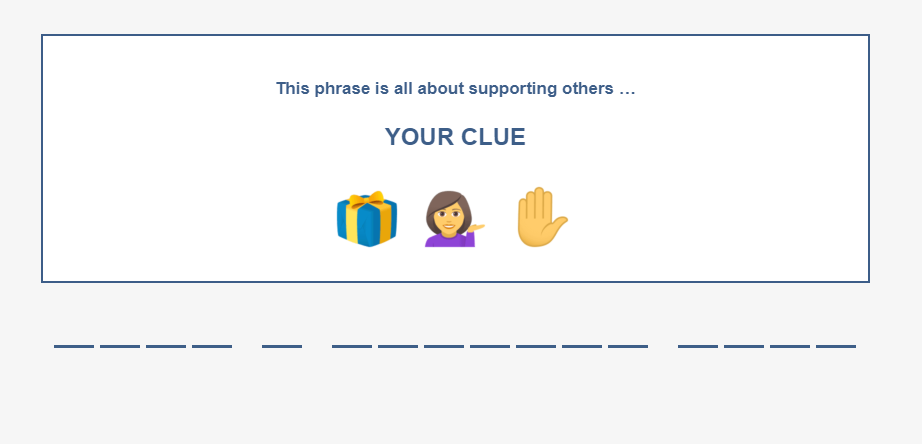 This phrase is all about supporting others …
YOUR CLUE